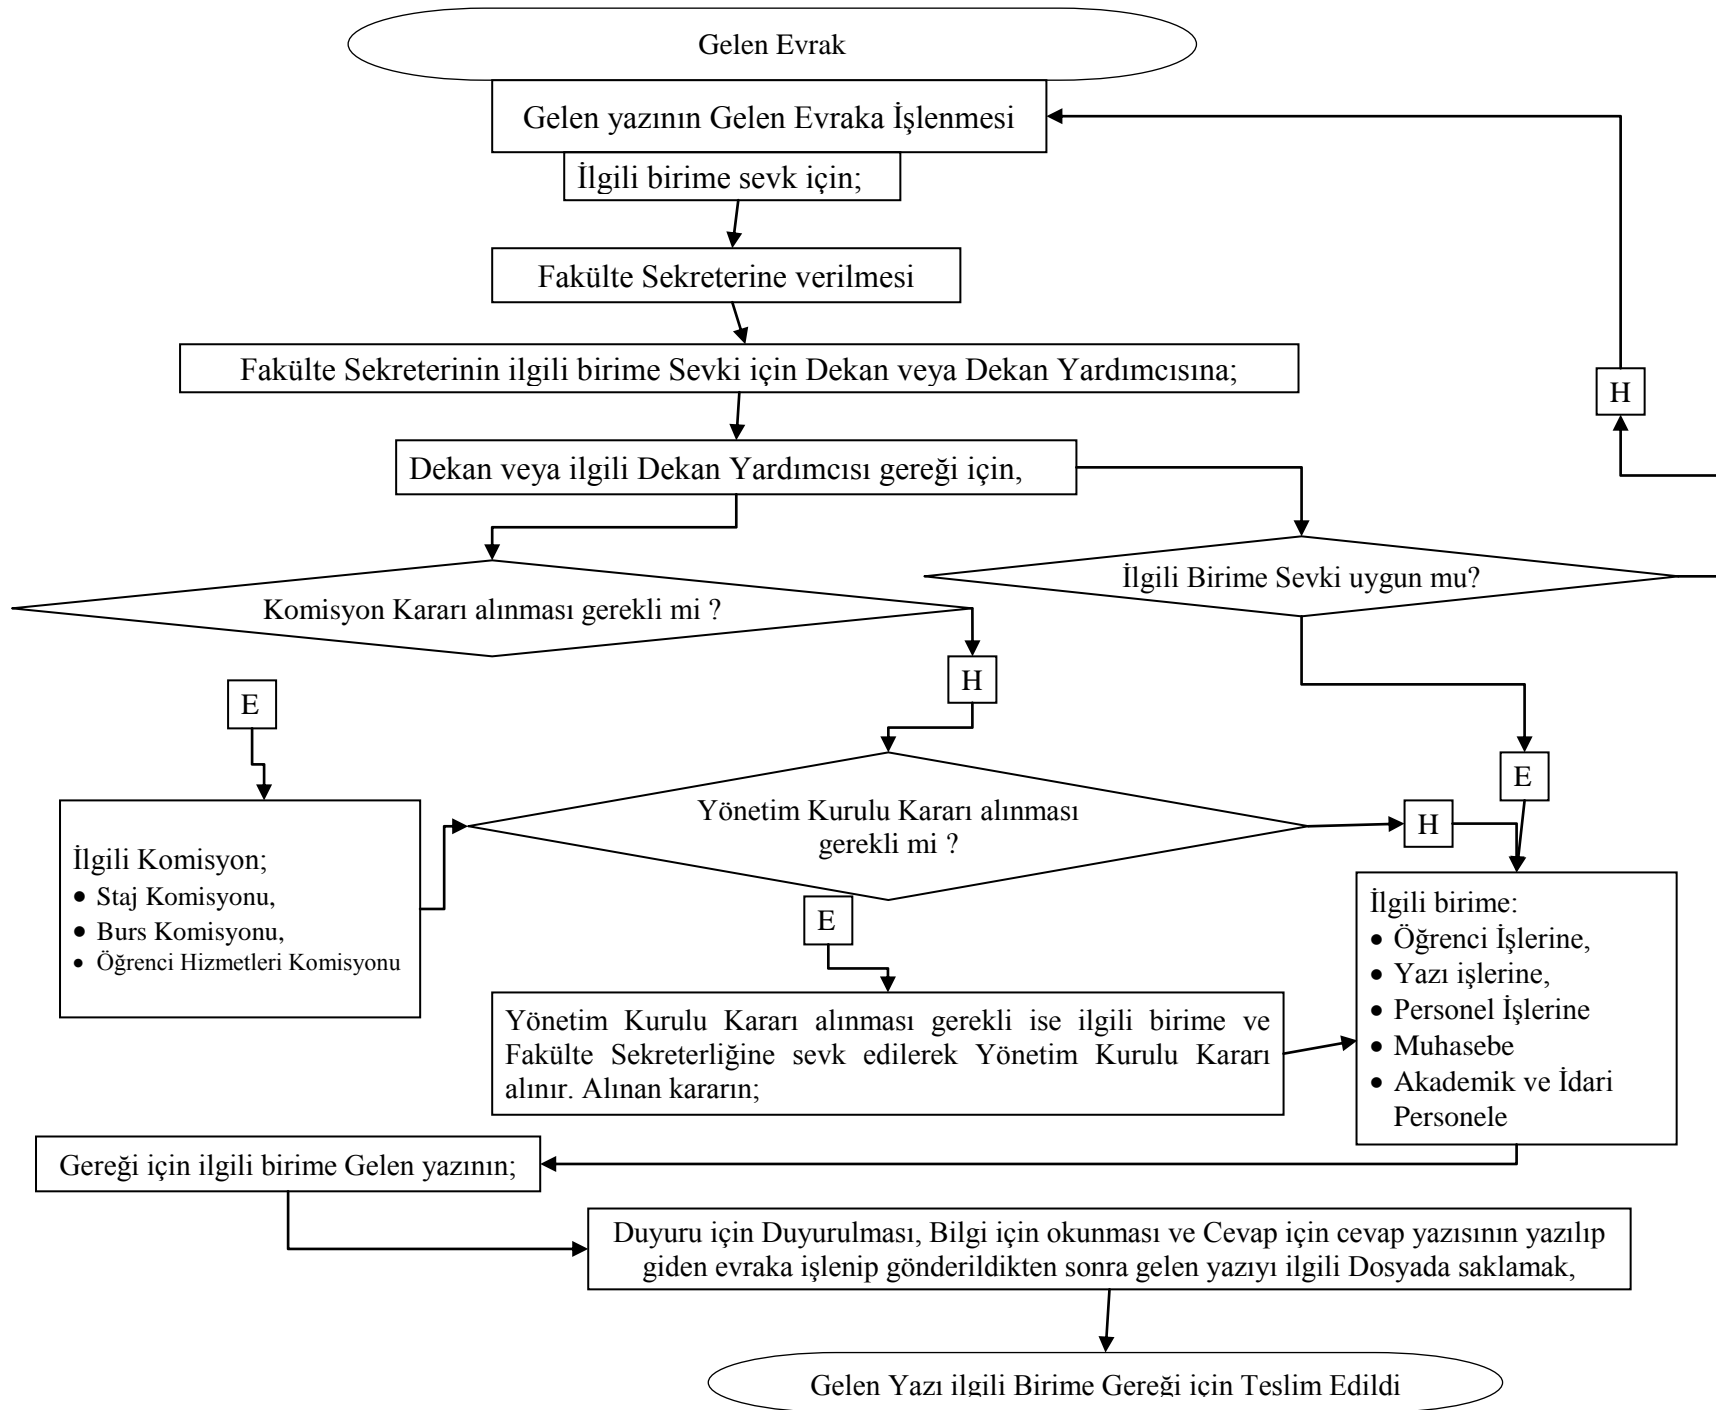 Gelen Evrak
Gelen yazının Gelen Evraka İşlenmesi
İlgili birime sevk için;
Fakülte Sekreterine verilmesi
Fakülte Sekreterinin ilgili birime Sevki için Dekan veya Dekan Yardımcısına;
H
Dekan veya ilgili Dekan Yardımcısı gereği için,
İlgili Birime Sevki uygun mu?
Komisyon Kararı alınması gerekli mi ?
H
E
E
Yönetim Kurulu Kararı alınması
gerekli mi ?
H
İlgili Komisyon;
• Staj Komisyonu,
• Burs Komisyonu,
• Öğrenci Hizmetleri Komisyonu
E
İlgili birime:
• Öğrenci İşlerine,
• Yazı işlerine,
• Personel İşlerine
• Muhasebe
• Akademik ve İdari
Personele
Yönetim Kurulu Kararı alınması gerekli ise ilgili birime ve
Fakülte Sekreterliğine sevk edilerek Yönetim Kurulu Kararı
alınır. Alınan kararın;
Gereği için ilgili birime Gelen yazının;
Duyuru için Duyurulması, Bilgi için okunması ve Cevap için cevap yazısının yazılıp
giden evraka işlenip gönderildikten sonra gelen yazıyı ilgili Dosyada saklamak,
Gelen Yazı ilgili Birime Gereği için Teslim Edildi